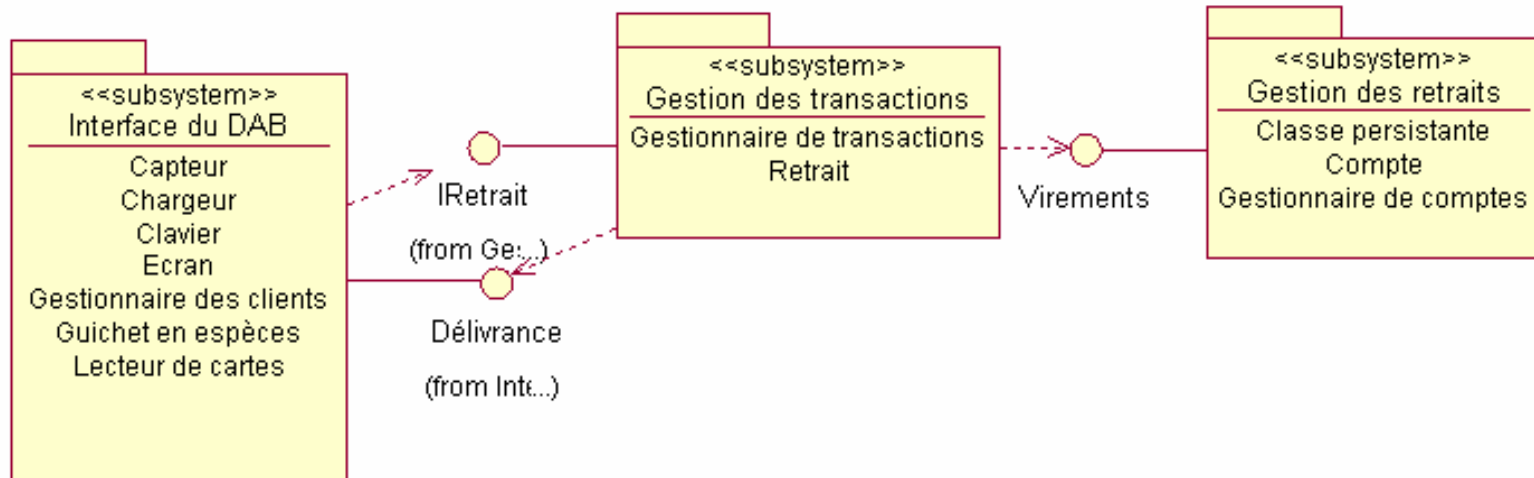 <<subsystem>>
Interface du DAB
Capteur
Chargeur
Clavier
Ecran
Gestionnaire des clients
Guichet en espèces
Lecteur de cartes
IRetrait
(from Ge:...)
Délivrance
(from Inte...)
<<subsystem>>
Gestion des transactions
Gestionnaire de transactions
Retrait
Virements
<<subsystem>>
Gestion des retraits
Classe persistante
Compte
Gestionnaire de comptes